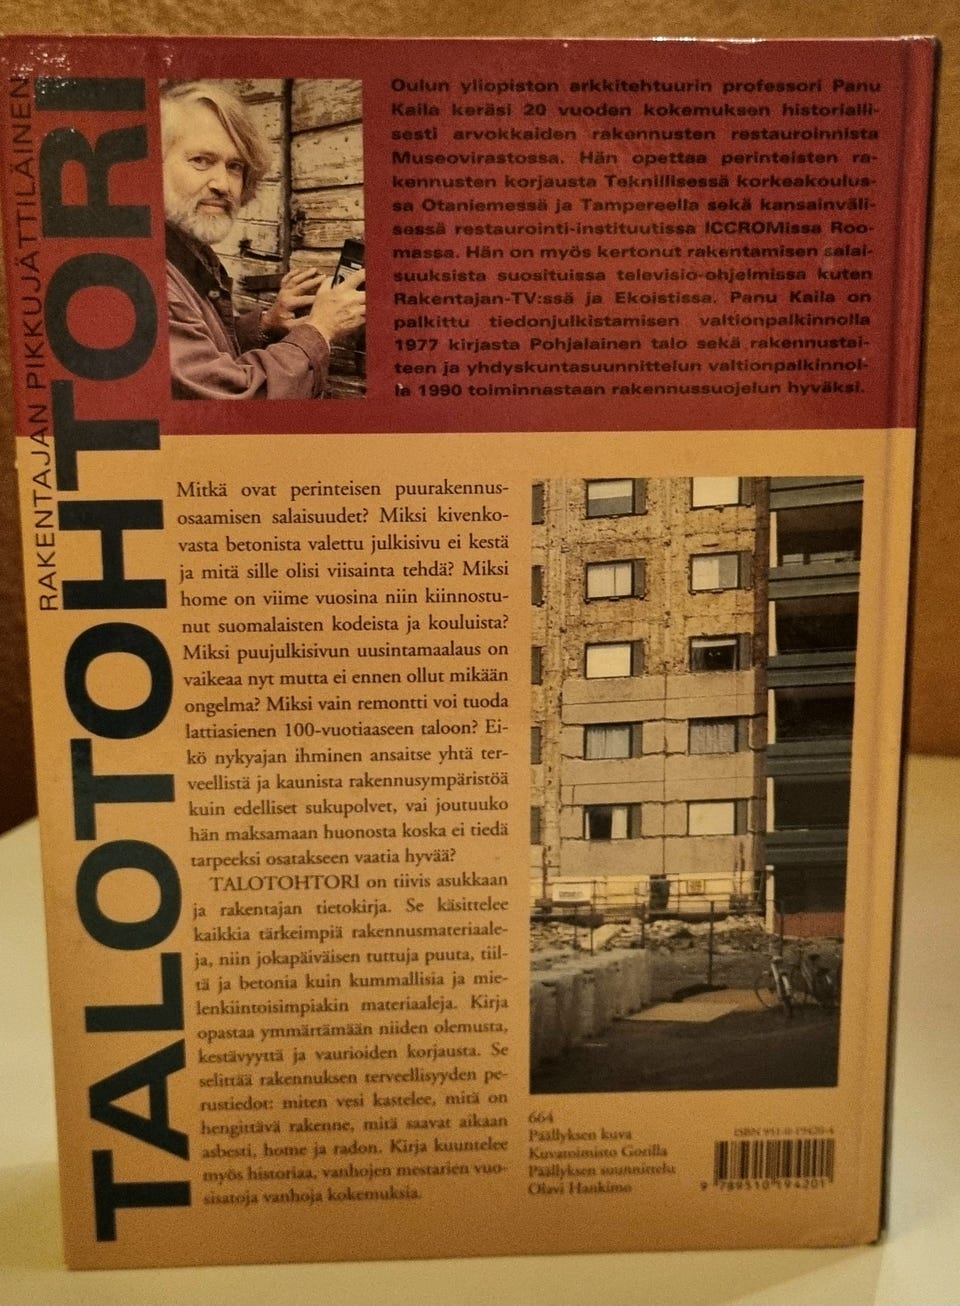 RAKENTAJAN PIKKUJÄTTILÄINEN
TALOTOHTORI
Oulun yliopiston arkkitehtuurin professori Panu
Kaila keräsi 20 vuoden kokemuksen historialli-
sesti arvokkaiden rakennusten restauroinnista
Museovirastossa. Hän opettaa perinteisten ra-
kennusten korjausta Teknillisessä korkeakoulus-
sa Otaniemessä ja Tampereella sekä kansainväli-
sessä restaurointi-instituutissa ICCROMissa Roo-
massa. Hän on myös kertonut rakentamisen salai-
suuksista suosituissa televisio-ohjelmissa kuten
Rakentajan-TV:ssä ja Ekoistissa. Panu Kaila on
palkittu tiedonjulkistamisen valtionpalkinnolla
1977 kirjasta Pohjalainen talo sekä rakennustai-
teen ja yhdyskuntasuunnittelun valtionpalkinnol-
la 1990 toiminnastaan rakennussuojelun hyväksi.
Mitkä ovat perinteisen puurakennus-
osaamisen salaisuudet? Miksi kivenko-
vasta betonista valettu julkisivu ei kestä
ja mitä sille olisi viisainta tehdä? Miksi
home on viime vuosina niin kiinnostu-
nut suomalaisten kodeista ja kouluista?
Miksi puujulkisivun uusintamaalaus on
vaikeaa nyt mutta ei ennen ollut mikään
ongelma? Miksi vain remontti voi tuoda
lattiasienen 100-vuotiaaseen taloon? Ei-
kö nykyajan ihminen ansaitse yhtä ter-
veellistä ja kaunista rakennusympäristöä
kuin edelliset sukupolvet, vai joutuuko
hän maksamaan huonosta koska ei tiedä
tarpeeksi osatakseen vaatia hyvää?
TALOTOHTORI on tiivis asukkaan
ja rakentajan tietokirja. Se käsittelee
kaikkia tärkeimpiä rakennusmateriaale-
ja, niin jokapäiväisen tuttuja puuta, tiil-
tä ja betonia kuin kummallisia ja mie-
lenkiintoisimpiakin materiaaleja. Kirja
opastaa ymmärtämään niiden olemusta,
kestävyyttä ja vaurioiden korjausta. Se
selittää rakennuksen terveellisyyden pe-
rustiedot: miten vesi kastelee, mitä on
hengittävä rakenne, mitä saavat aikaan
asbesti, home ja radon. Kirja kuuntelee
myös historiaa, vanhojen mestarien vuo-
sisatoja vanhoja kokemuksia.
664
Päällyksen kuva
Kuvatoimisto Gorilla
Päällyksen suunnittelu
Olavi Hankimo
ISBN 951-0-19420-4
9 789510 194201